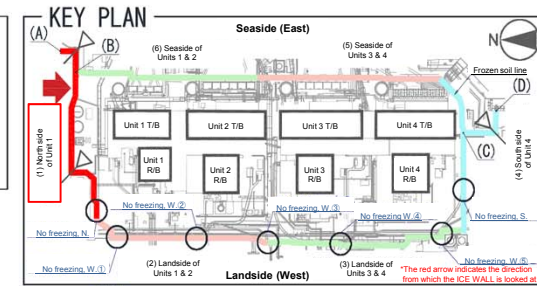 KEY PLAN
Seaside (East)
(A)
(B)
(6) Seaside of
Units 1 & 2
(5) Seaside of
Units 3 & 4
N
Frozen soil line
(D)
(1) North side
of Unit 1
Unit 1 T/B
Unit 2 T/B
Unit 3 T/B
Unit 4 T/B
(C)
(4) South side
of Unit 4
Unit 1
R/B
Unit 2
R/B
Unit 3
R/B
Unit 4
R/B
No freezing, W.②
No freezing, W.③
No freezing W.④
No freezing, S.
No freezing, N.
No freezing, W.①
No freezing, W.⑤
(2) Landside of
Units 1 & 2
Landside (West)
(3) Landside of
Units 3 & 4
*The red arrow indicates the direction
from which the ICE WALL is looked at